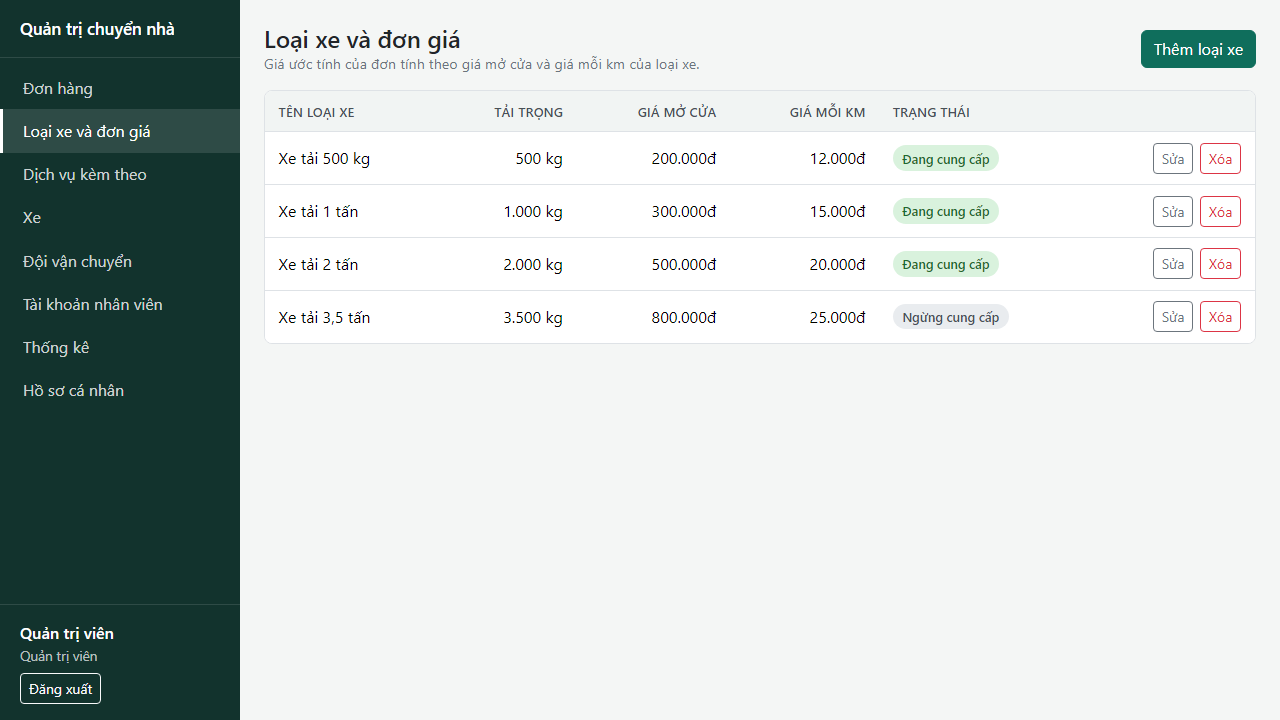 Quản trị chuyển nhà
Đơn hàng
Loại xe và đơn giá
Dịch vụ kèm theo
Xe
Đội vận chuyển
Tài khoản nhân viên
Thống kê
Hồ sơ cá nhân
Quản trị viên
Quản trị viên
Đăng xuất
Loại xe và đơn giá
Giá ước tính của đơn tính theo giá mở cửa và giá mỗi km của loại xe.
Thêm loại xe
TÊN LOẠI XE TẢI TRỌNG GIÁ MỞ CỬA GIÁ MỖI KM TRẠNG THÁI
Xe tải 500 kg 500 kg 200.000đ 12.000đ Đang cung cấp Sửa Xóa
Xe tải 1 tấn 1.000 kg 300.000đ 15.000đ Đang cung cấp Sửa Xóa
Xe tải 2 tấn 2.000 kg 500.000đ 20.000đ Đang cung cấp Sửa Xóa
Xe tải 3,5 tấn 3.500 kg 800.000đ 25.000đ Ngừng cung cấp Sửa Xóa